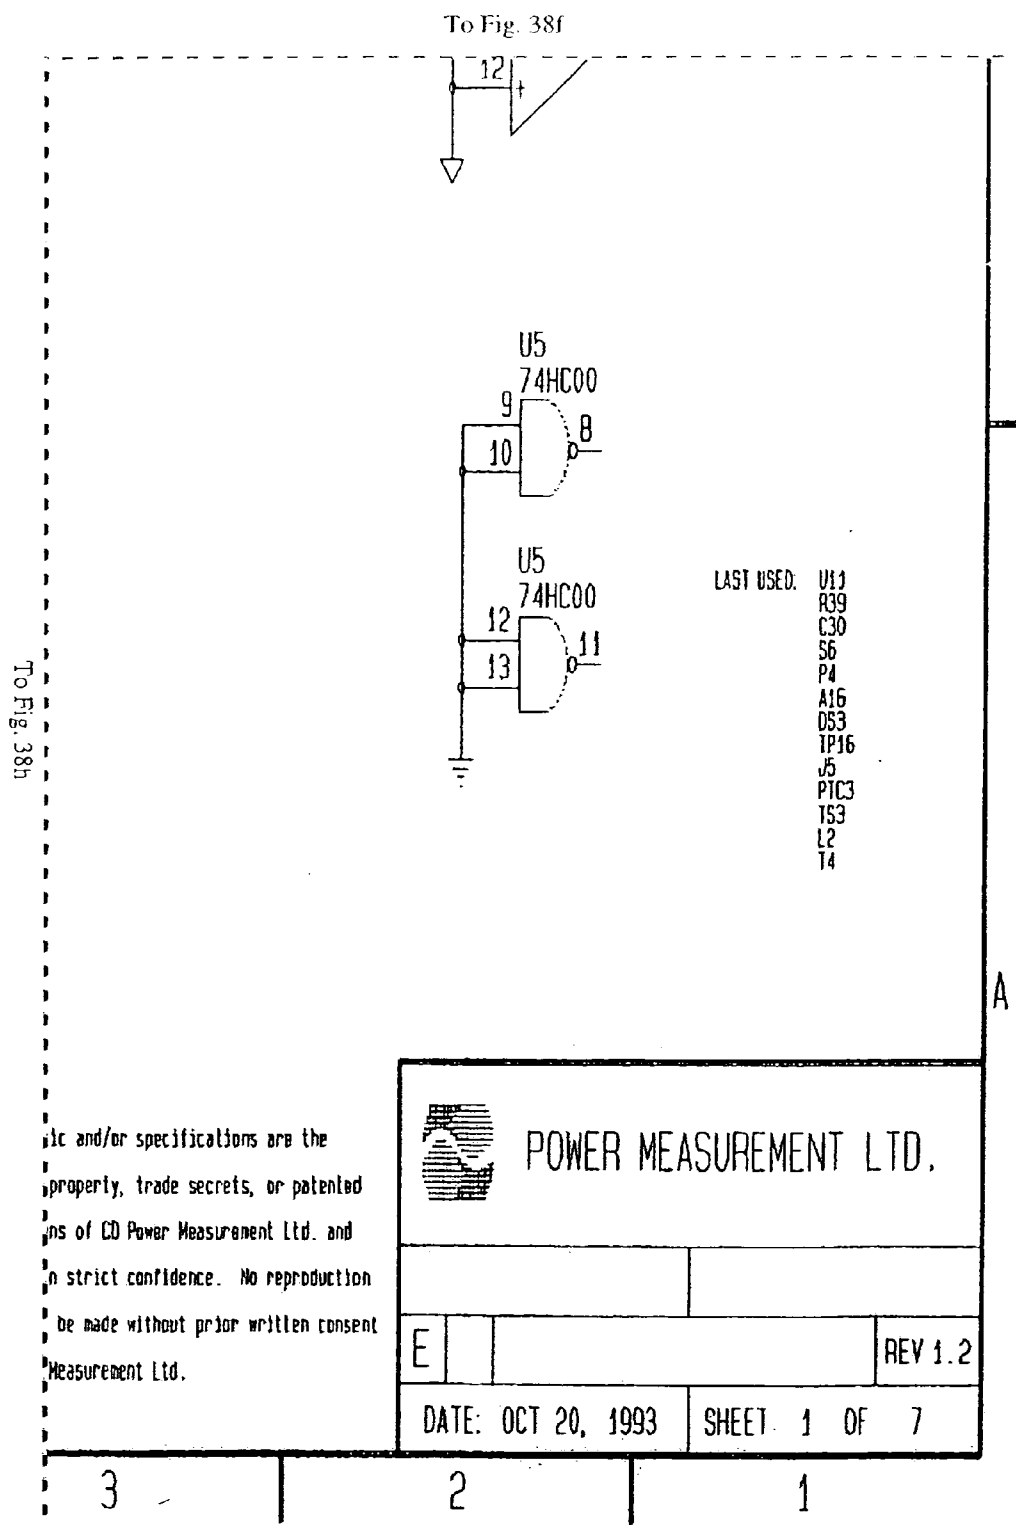 To Fig. 38f
12
+
U5
74HC00
9
8
10
U5
74HC00
12
11
13
LAST USED: U11
R39
C30
S6
P4
A16
DS3
TP16
J5
PTC3
TS3
L2
T4
To Fig. 38h
A
ic and/or specifications are the
property, trade secrets, or patented
ns of CD Power Measurement Ltd. and
n strict confidence. No reproduction
be made without prior written consent
Measurement Ltd.
POWER MEASUREMENT LTD.
E
REV 1.2
DATE: OCT 20, 1993
SHEET 1 OF 7
3
2
1